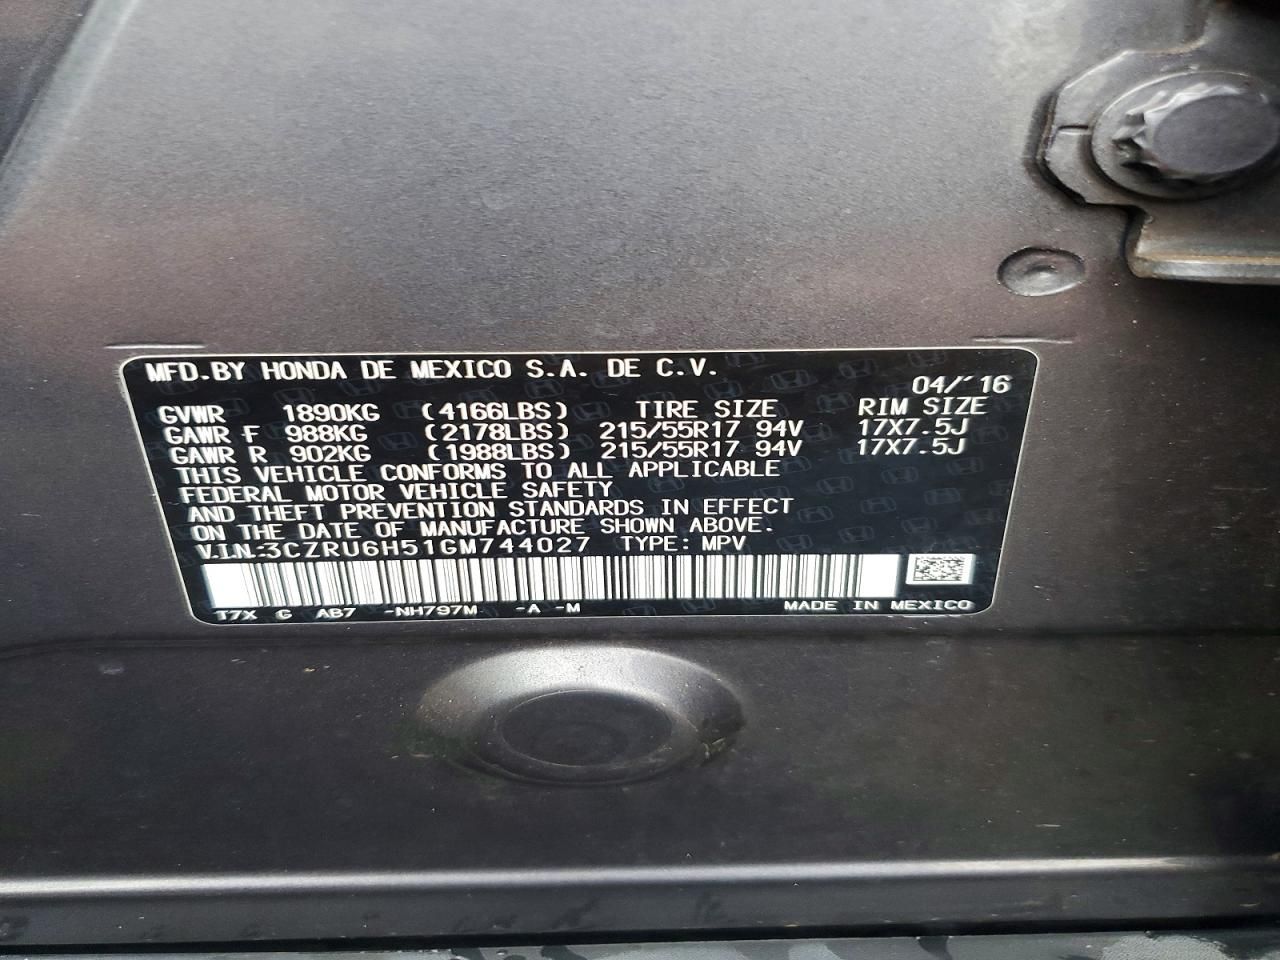 MFD.BY HONDA DE MEXICO S.A. DE C.V.
04/'16
GVWR 1890KG (4166LBS) TIRE SIZE RIM SIZE
GAWR F 988KG (2178LBS) 215/55R17 94V 17X7.5J
GAWR R 902KG (1988LBS) 215/55R17 94V 17X7.5J
THIS VEHICLE CONFORMS TO ALL APPLICABLE
FEDERAL MOTOR VEHICLE SAFETY
AND THEFT PREVENTION STANDARDS IN EFFECT
ON THE DATE OF MANUFACTURE SHOWN ABOVE.
V.I.N.:3CZRU6H51GM744027 TYPE: MPV
T7X G AB7 -NH797M -A -M MADE IN MEXICO